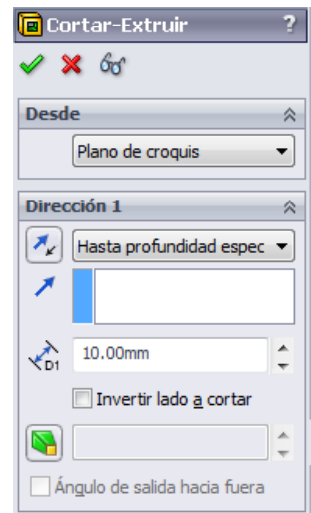 Cortar-Extruir ?
Desde
Plano de croquis
Dirección 1
Hasta profundidad espec
D1
10.00mm
Invertir lado a cortar
Ángulo de salida hacia fuera